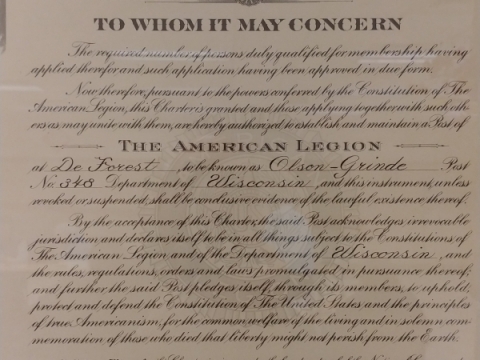 TO WHOM IT MAY CONCERN
The required number of persons duly qualified for membership having
applied therefor and such application having been approved in due form.
Now therefore, pursuant to the powers conferred by the Constitution of The
American Legion, this Charter is granted and those applying together with such oth-
ers as may unite with them, are hereby authorized to establish and maintain a Post of
THE AMERICAN LEGION
at De Forest, to be known as Olson-Grinde Post
No. 348 Department of Wisconsin, and this instrument, unless
revoked or suspended, shall be conclusive evidence of the lawful existence thereof.
By the acceptance of this Charter, the said Post acknowledges irrevocable
jurisdiction and declares itself to be in all things subject to the Constitutions of
The American Legion and of the Department of Wisconsin, and
the rules, regulations, orders and laws promulgated in pursuance thereof;
and further the said Post pledges itself, through its members, to uphold,
protect and defend the Constitution of The United States and the principles
of true Americanism, for the common welfare of the living and in solemn com-
memoration of those who died that liberty might not perish from the Earth.